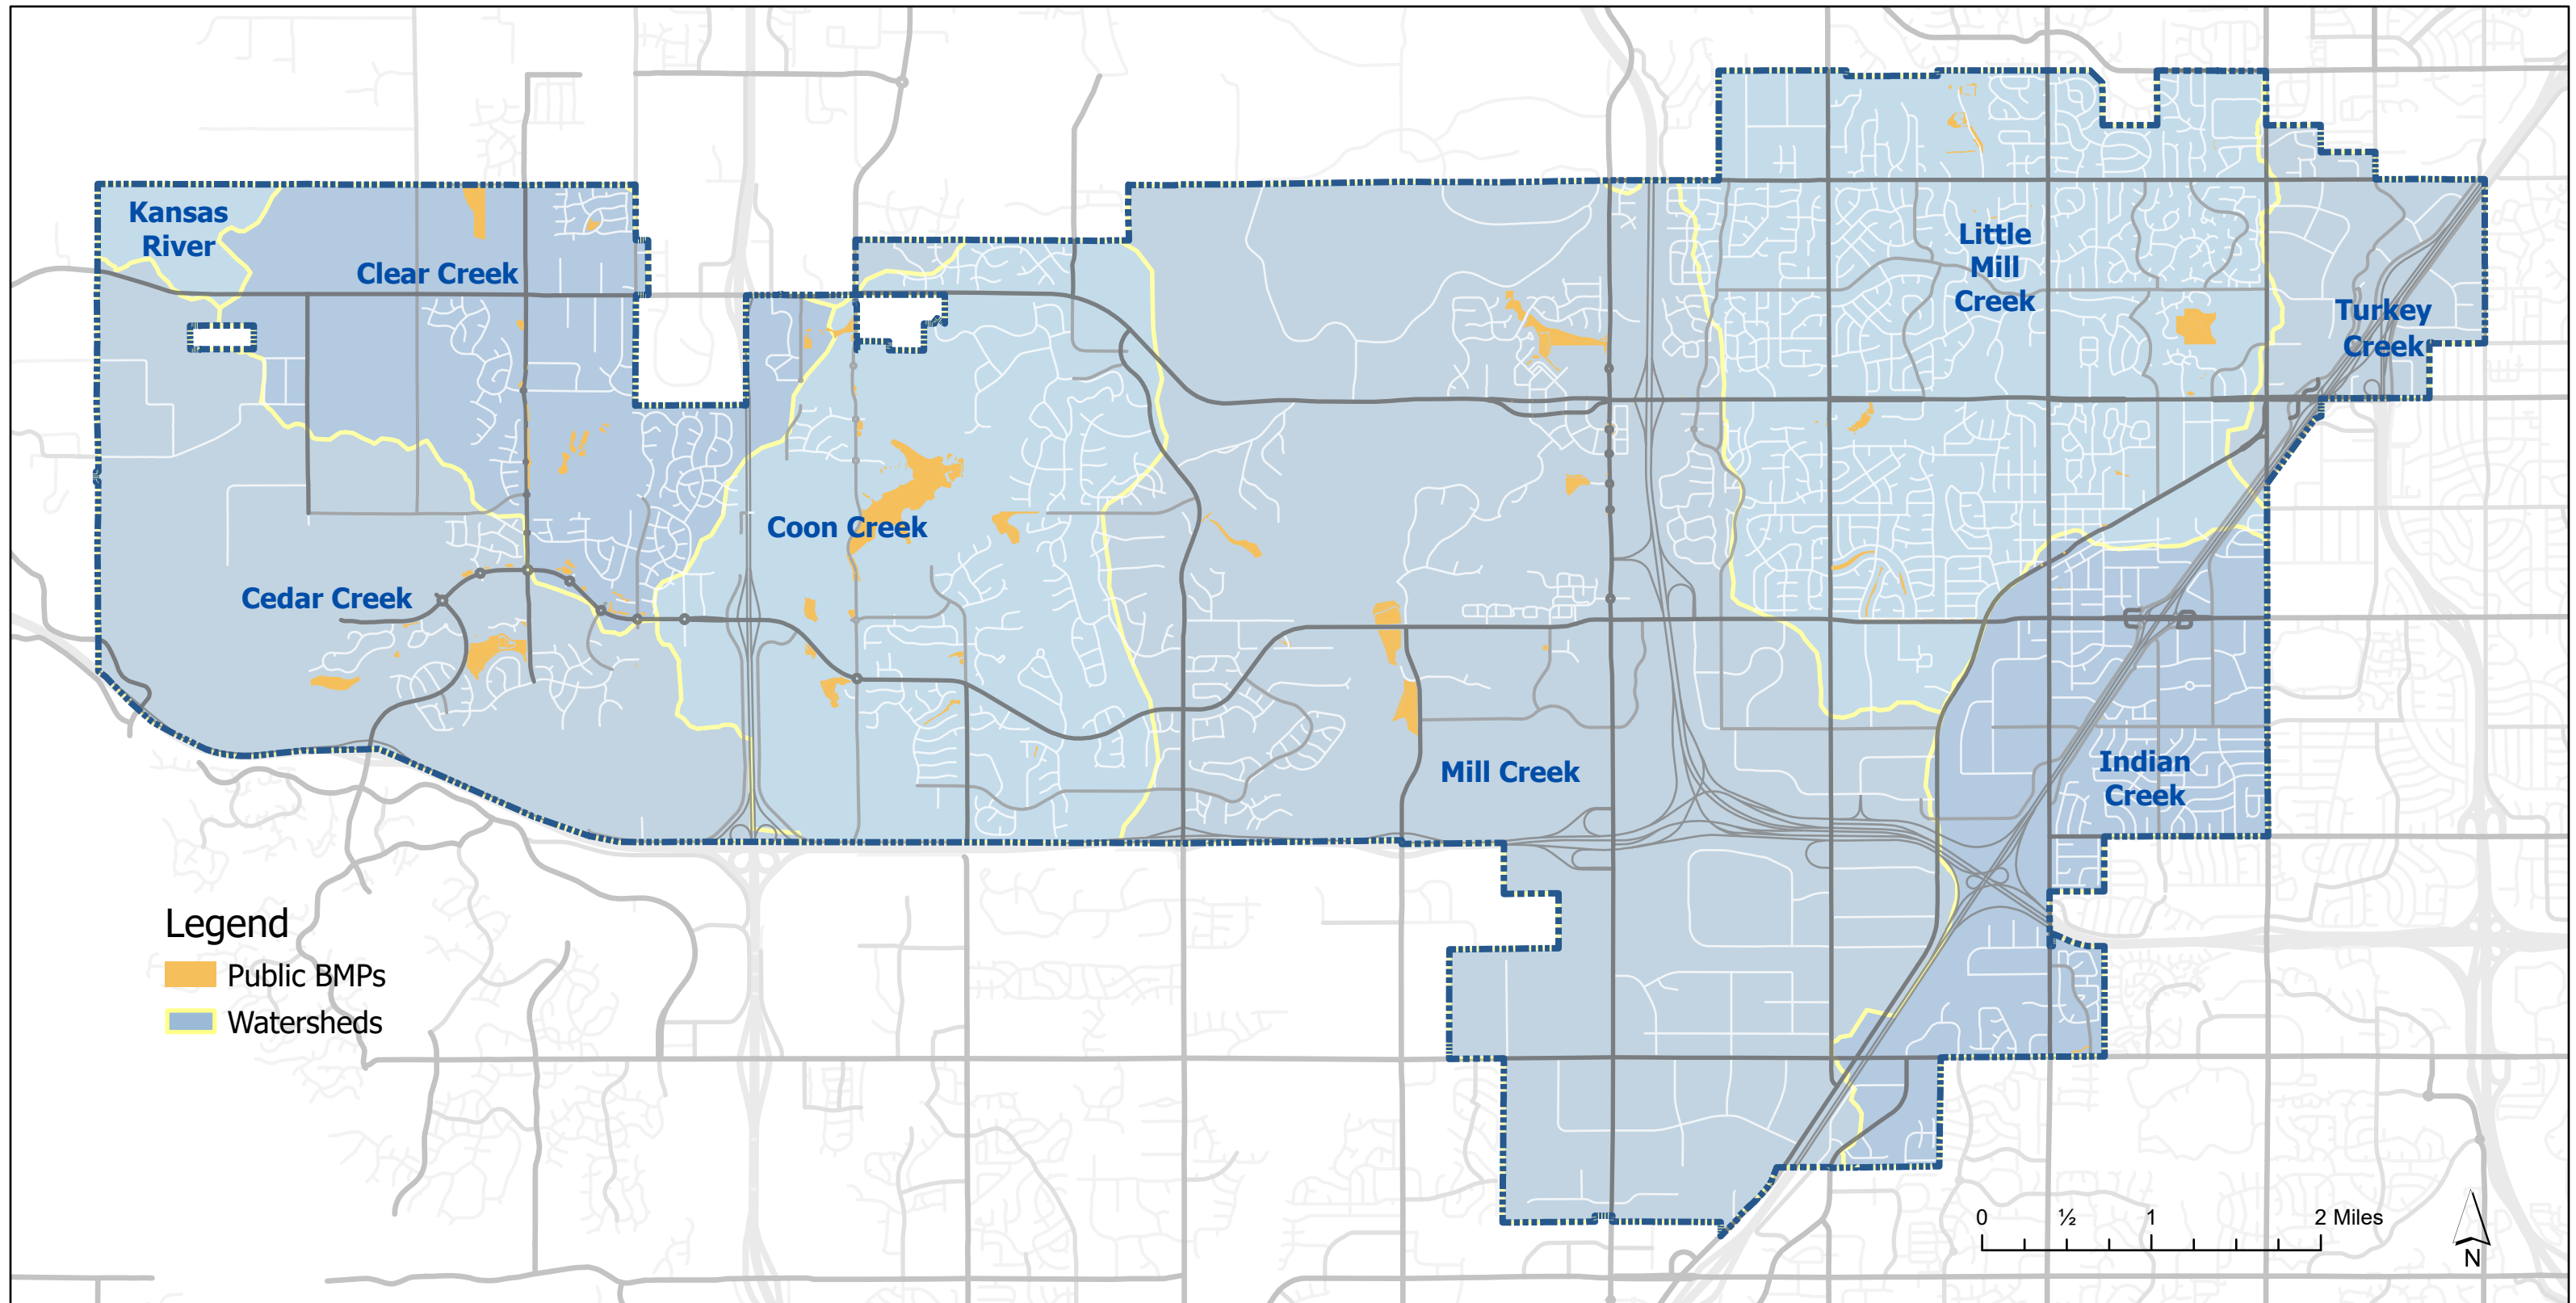 Kansas
River
Clear Creek
Little
Mill
Creek
Turkey
Creek
Coon Creek
Cedar Creek
Mill Creek
Indian
Creek
Legend
Public BMPs
Watersheds
0 ½ 1 2 Miles
N